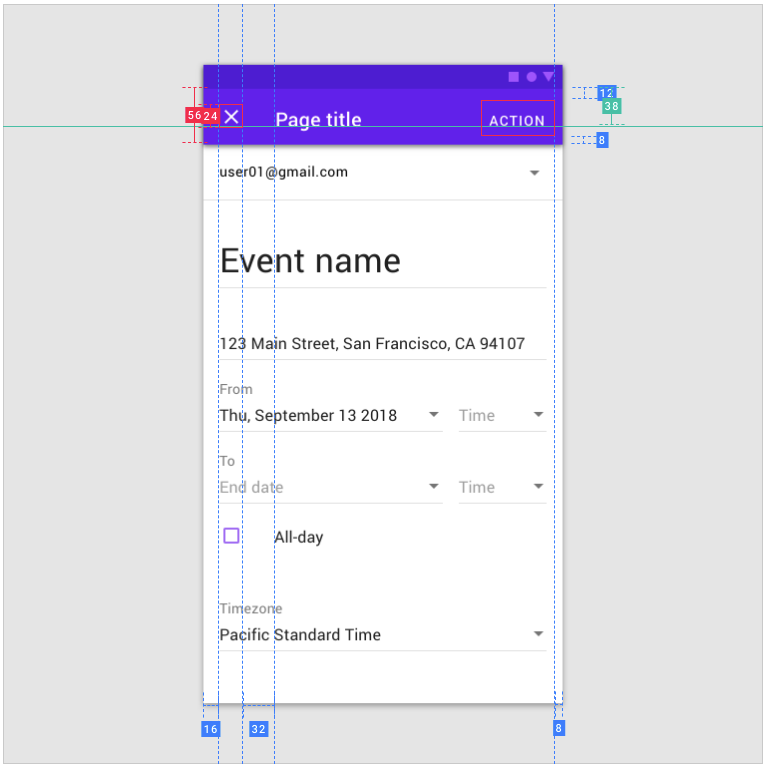 12
38
56 24
Page title
ACTION
8
user01@gmail.com
Event name
123 Main Street, San Francisco, CA 94107
From
Thu, September 13 2018 Time
To
End date Time
All-day
Timezone
Pacific Standard Time
16 32 8